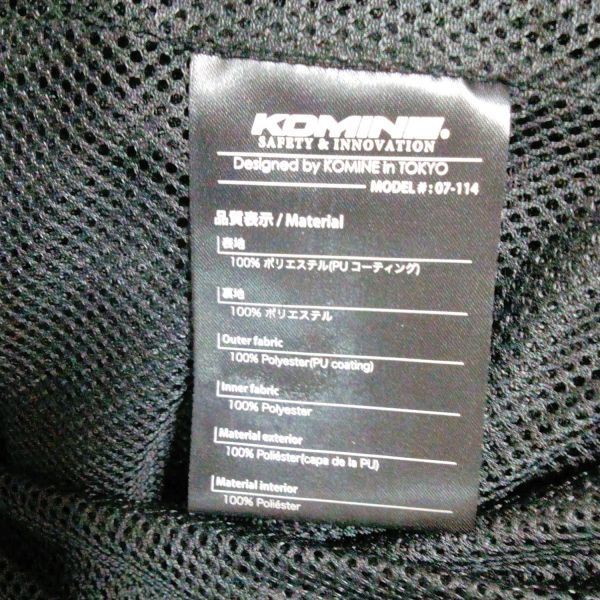 KOMINE®
SAFETY & INNOVATION
Designed by KOMINE in TOKYO
MODEL # : 07-114
品質表示 / Material
表地
100% ポリエステル(PU コーティング)
裏地
100% ポリエステル
Outer fabric
100% Polyester(PU coating)
Inner fabric
100% Polyester
Material exterior
100% Poliéster(capa de la PU)
Material interior
100% Poliéster